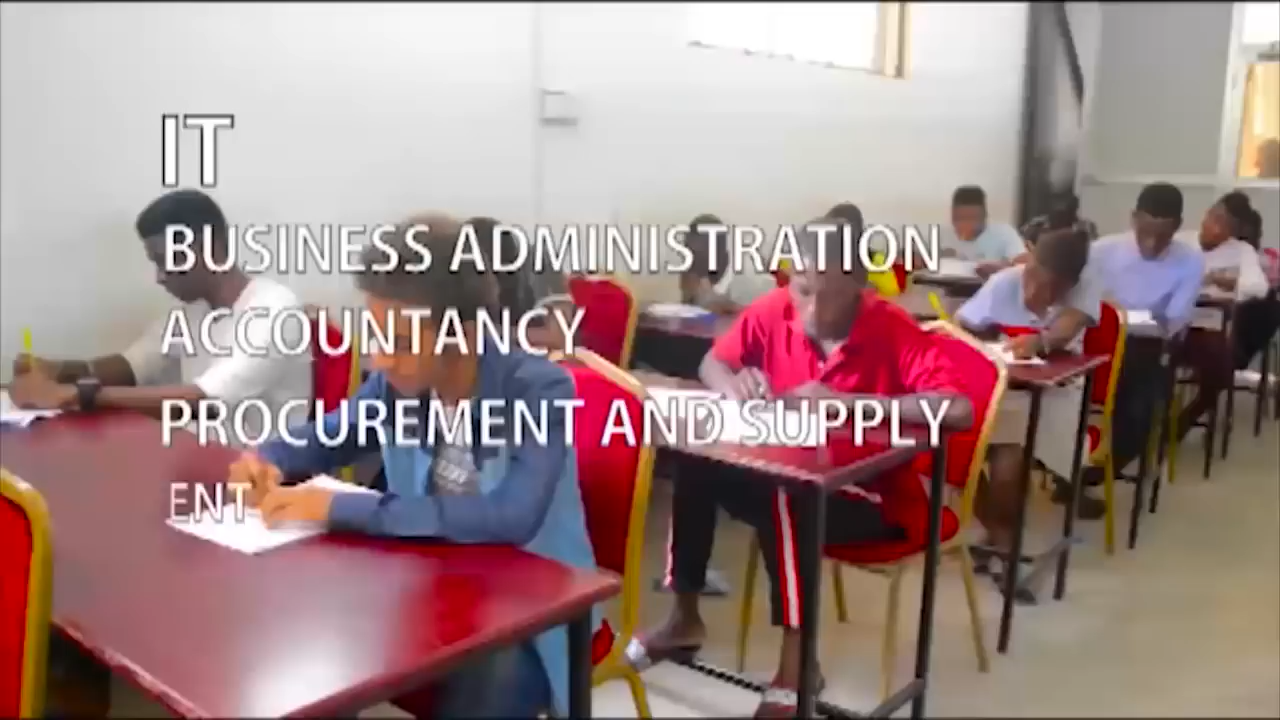 IT
BUSINESS ADMINISTRATION
ACCOUNTANCY
PROCUREMENT AND SUPPLY
ENT